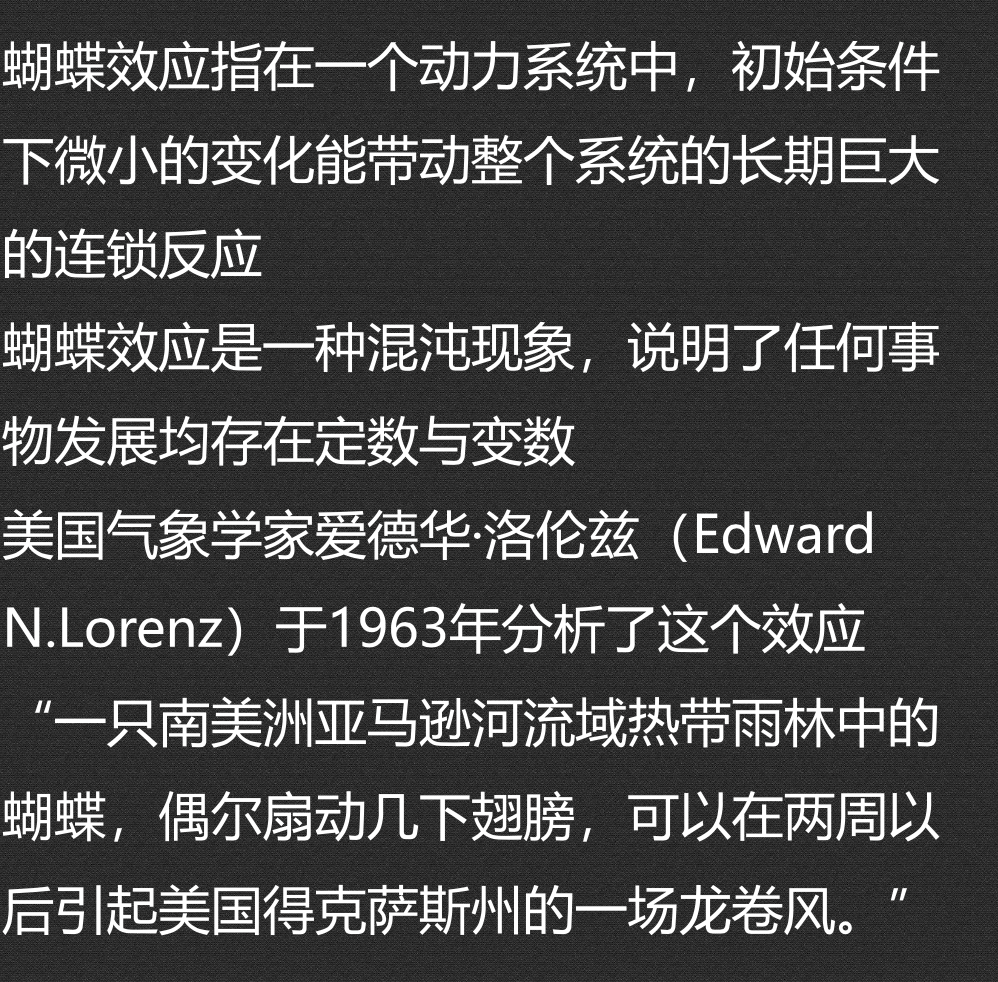 蝴蝶效应指在一个动力系统中，初始条件
下微小的变化能带动整个系统的长期巨大
的连锁反应
蝴蝶效应是一种混沌现象，说明了任何事
物发展均存在定数与变数
美国气象学家爱德华·洛伦兹（Edward
N.Lorenz）于1963年分析了这个效应
“一只南美洲亚马逊河流域热带雨林中的
蝴蝶，偶尔扇动几下翅膀，可以在两周以
后引起美国得克萨斯州的一场龙卷风。”